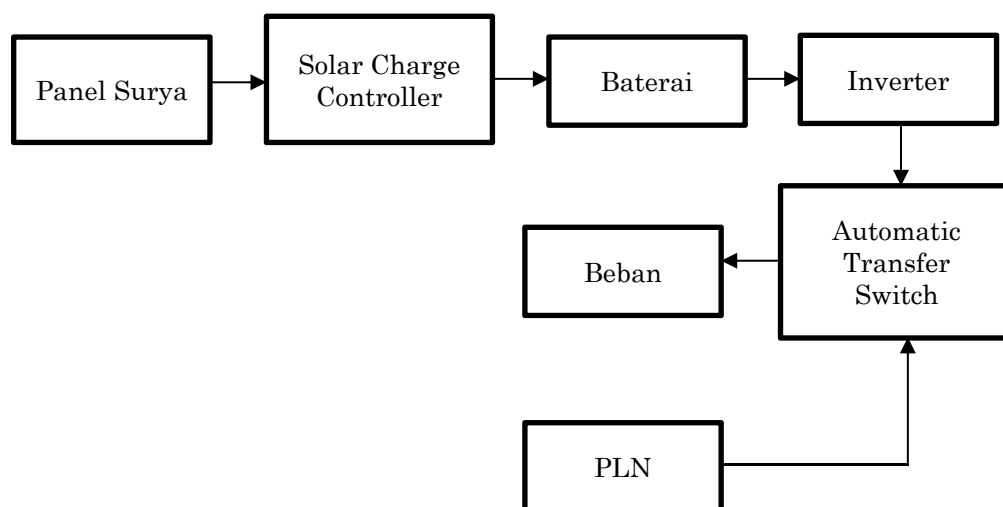 Panel Surya
Solar Charge
Controller
Baterai
Inverter
Automatic
Transfer
Switch
Beban
PLN